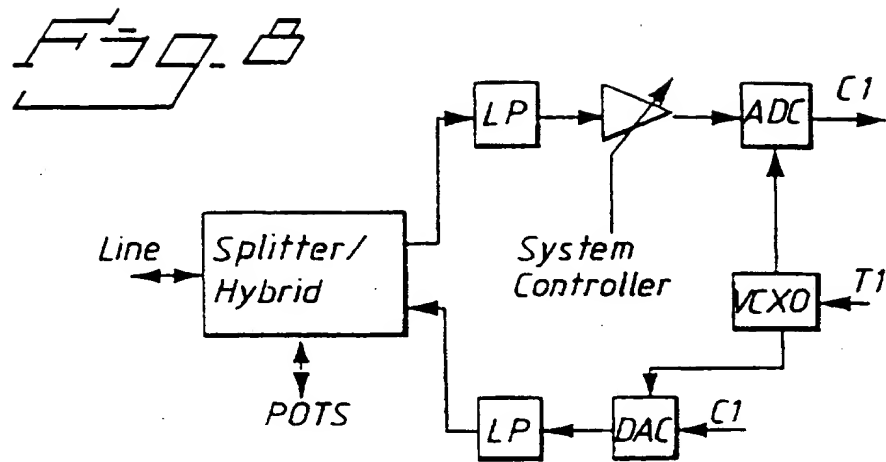 Fig. 8
LP
ADC
C1
Line
Splitter/
Hybrid
System
Controller
VCXO
T1
POTS
LP
DAC
C1